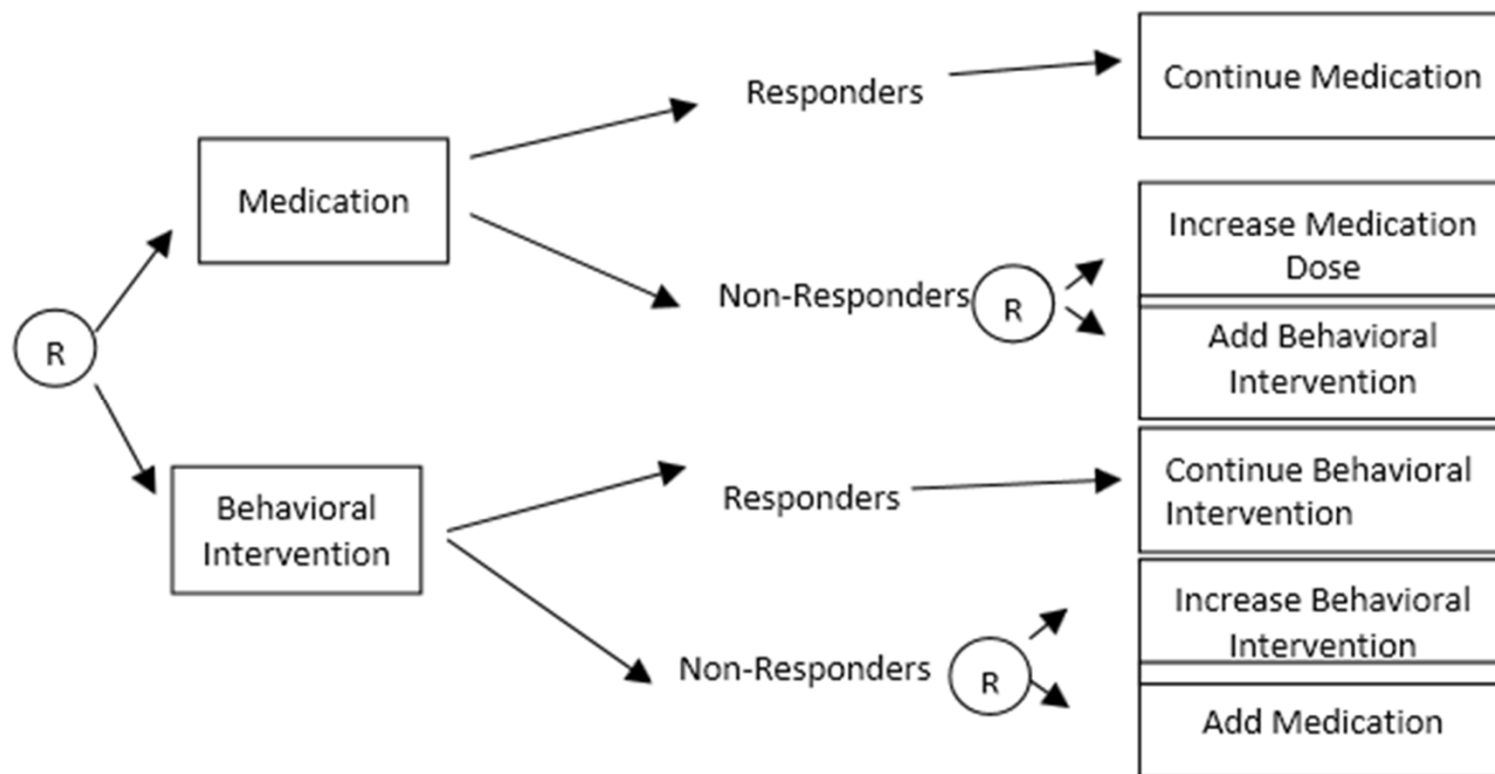 Responders
Continue Medication
Medication
Increase Medication
Dose
Non-Responders
R
R
Add Behavioral
Intervention
Continue Behavioral
Intervention
Responders
Behavioral
Intervention
Increase Behavioral
Intervention
Non-Responders
R
Add Medication